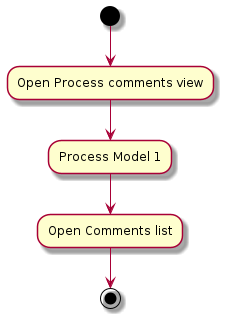 Open Process comments view
Process Model 1
Open Comments list